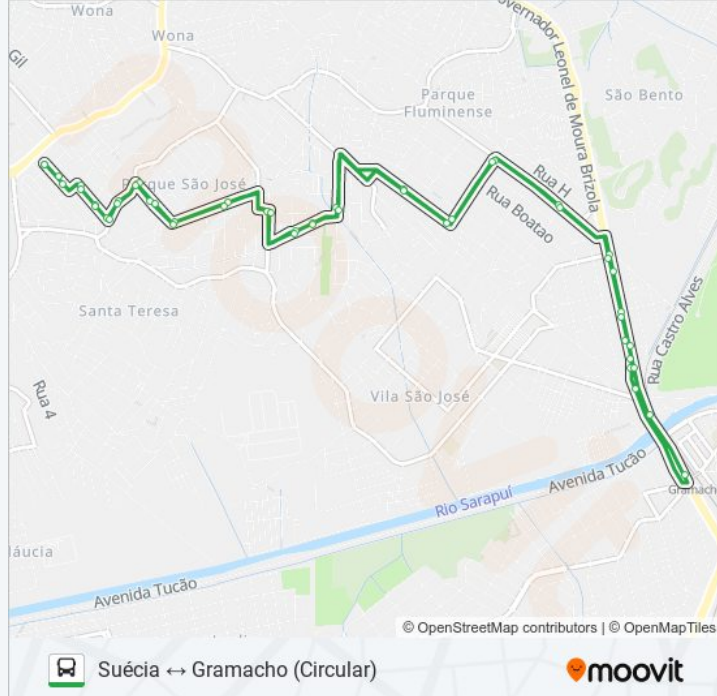 Wona
Wona
Gil
Governador Leonel de Moura Brizola
São Bento
Parque
Fluminense
Parque São José
Rua H
Rua Boatao
Santa Teresa
Rua Castro Alves
Rua 4
Vila São José
Avenida Tucão
Gramach
Rio Sarapuí
láucia
Avenida Tucão
© OpenStreetMap contributors | © OpenMapTiles
Suécia ↔ Gramacho (Circular)
moovit